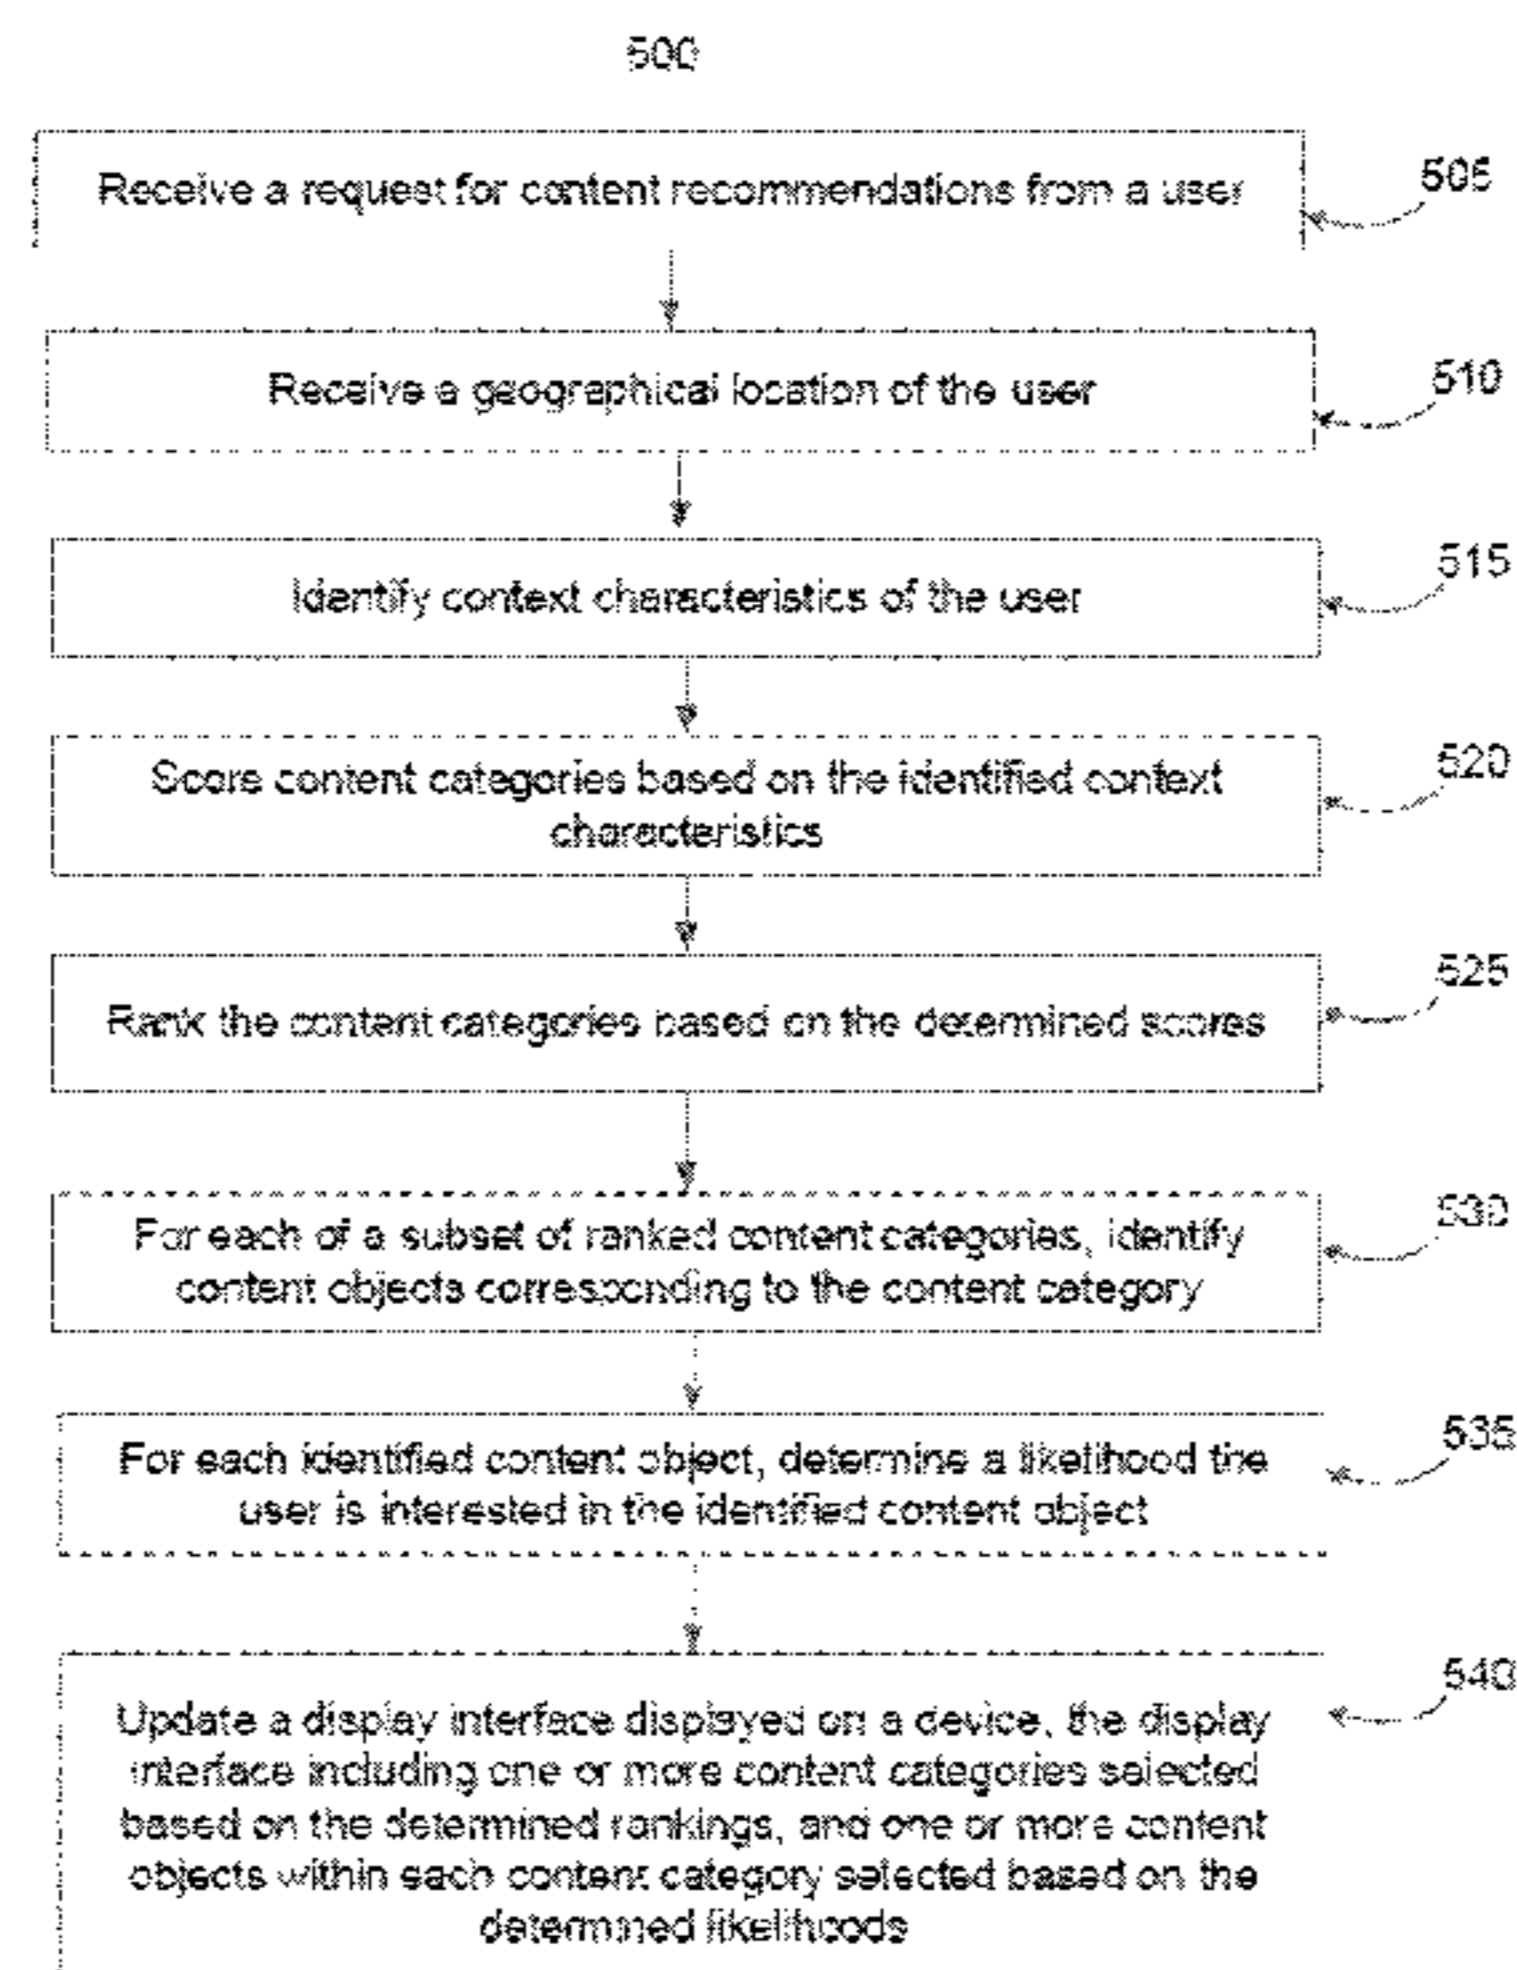 500
Receive a request for content recommendations from a user
505
Receive a geographical location of the user
510
Identify context characteristics of the user
515
Score content categories based on the identified context
characteristics
520
Rank the content categories based on the determined scores
525
For each of a subset of ranked content categories, identify
content objects corresponding to the content category
530
For each identified content object, determine a likelihood the
user is interested in the identified content object
535
Update a display interface displayed on a device, the display
interface including one or more content categories selected
based on the determined rankings, and one or more content
objects within each content category selected based on the
determined likelihoods
540